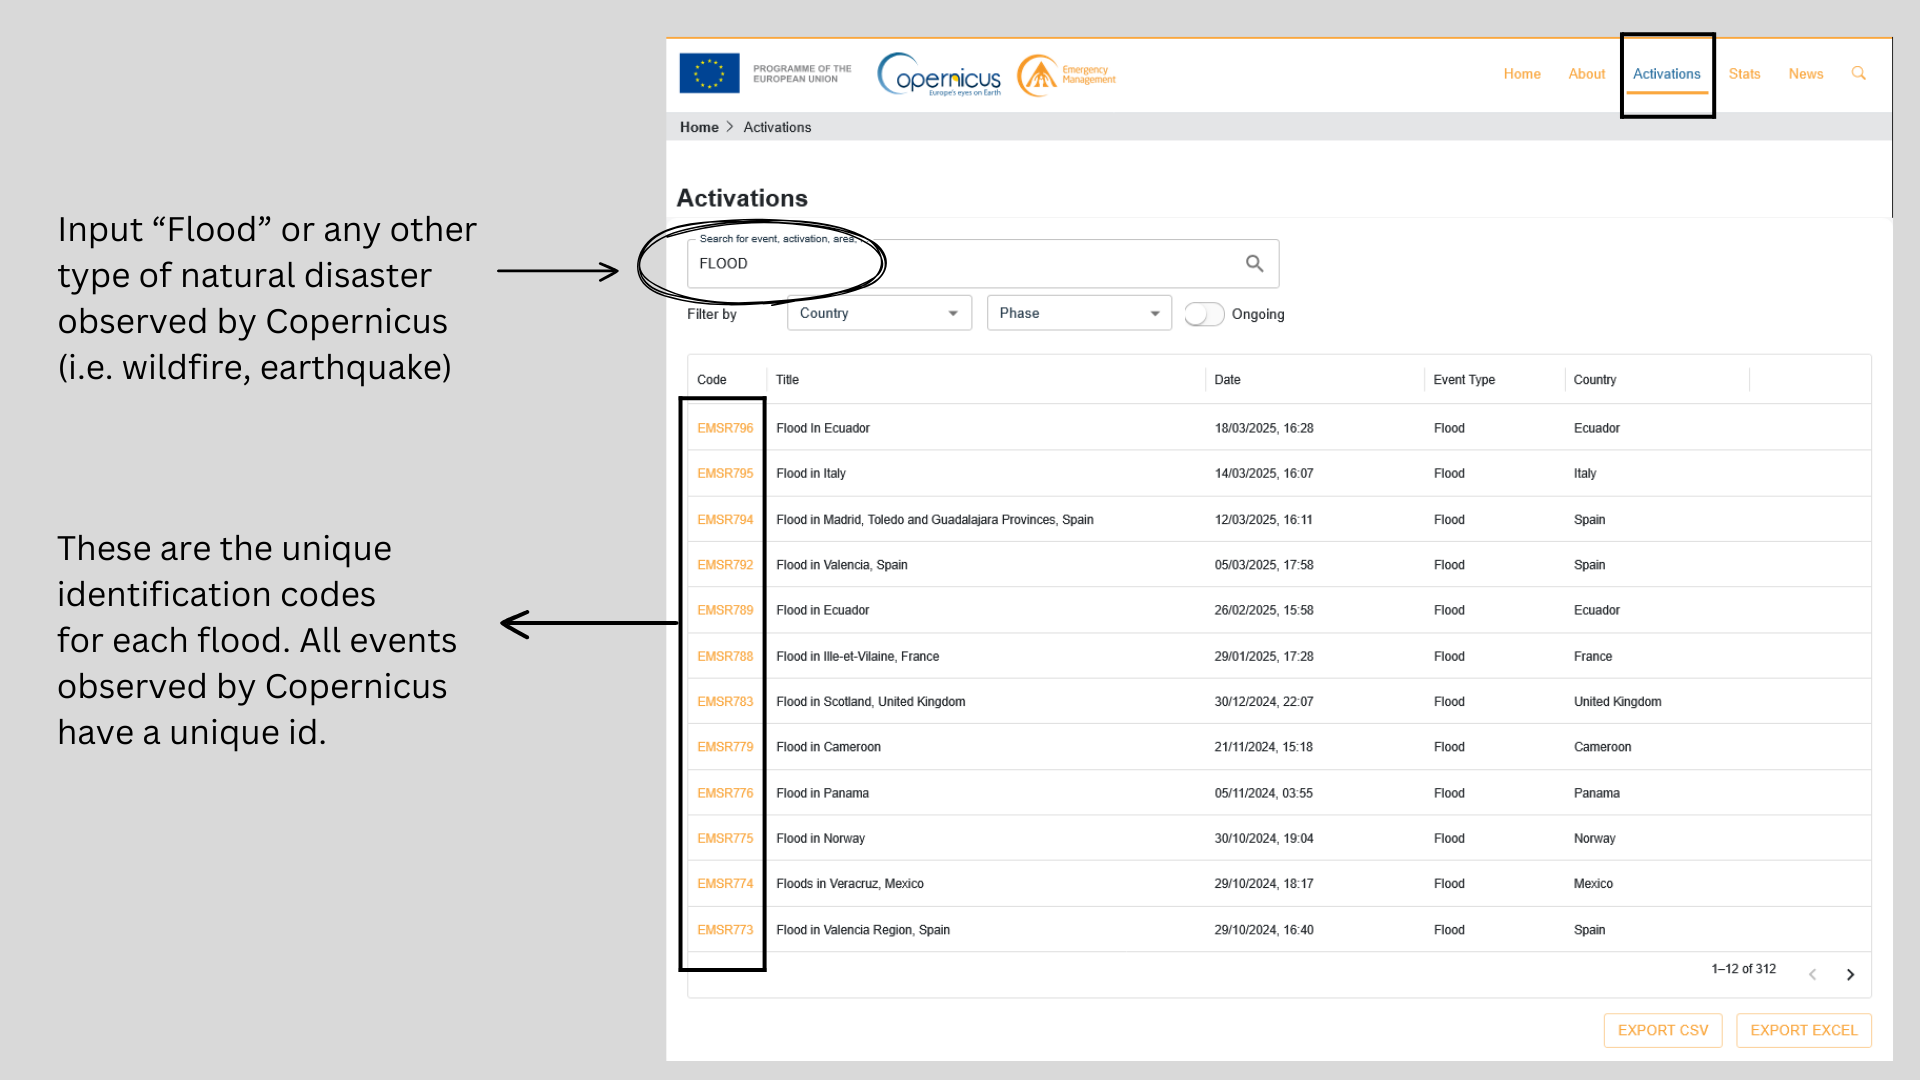 PROGRAMME OF THE
EUROPEAN UNION
opernicus
Europe's eyes on Earth
Emergency
Management
Home
About
Activations
Stats
News
Home > Activations
Activations
Input “Flood” or any other
type of natural disaster
observed by Copernicus
(i.e. wildfire, earthquake)
Search for event, activation, area,
FLOOD
Filter by
Country
Phase
Ongoing
Code Title Date Event Type Country
EMSR796 Flood In Ecuador 18/03/2025, 16:28 Flood Ecuador
EMSR795 Flood in Italy 14/03/2025, 16:07 Flood Italy
EMSR794 Flood in Madrid, Toledo and Guadalajara Provinces, Spain 12/03/2025, 16:11 Flood Spain
EMSR792 Flood in Valencia, Spain 05/03/2025, 17:58 Flood Spain
EMSR789 Flood in Ecuador 26/02/2025, 15:58 Flood Ecuador
EMSR788 Flood in Ille-et-Vilaine, France 29/01/2025, 17:28 Flood France
EMSR783 Flood in Scotland, United Kingdom 30/12/2024, 22:07 Flood United Kingdom
EMSR779 Flood in Cameroon 21/11/2024, 15:18 Flood Cameroon
EMSR776 Flood in Panama 05/11/2024, 03:55 Flood Panama
EMSR775 Flood in Norway 30/10/2024, 19:04 Flood Norway
EMSR774 Floods in Veracruz, Mexico 29/10/2024, 18:17 Flood Mexico
EMSR773 Flood in Valencia Region, Spain 29/10/2024, 16:40 Flood Spain
These are the unique
identification codes
for each flood. All events
observed by Copernicus
have a unique id.
1–12 of 312
EXPORT CSV
EXPORT EXCEL